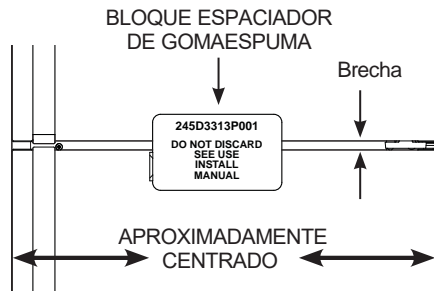 BLOQUE ESPACIADOR
DE GOMAESPUMA
Brecha
245D3313P001
DO NOT DISCARD
SEE USE
INSTALL
MANUAL
APROXIMADAMENTE
CENTRADO